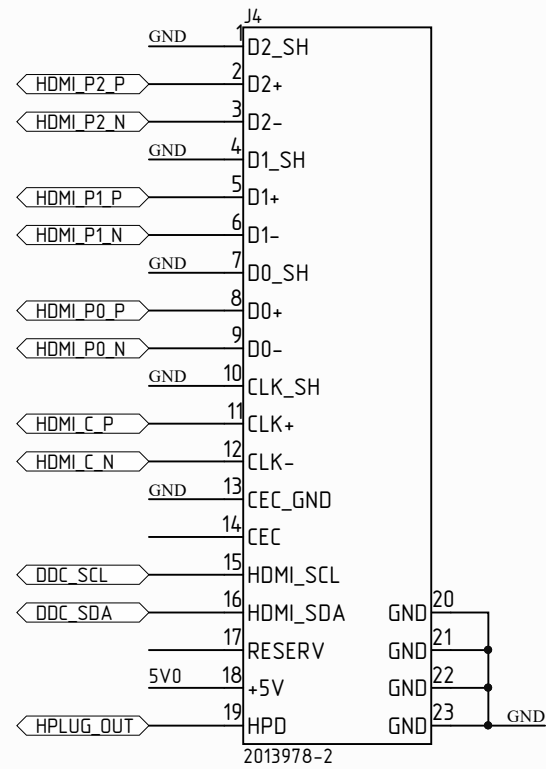 J4
GND 1 D2_SH
HDMI_P2_P 2 D2+
HDMI_P2_N 3 D2-
GND 4 D1_SH
HDMI_P1_P 5 D1+
HDMI_P1_N 6 D1-
GND 7 D0_SH
HDMI_P0_P 8 D0+
HDMI_P0_N 9 D0-
GND 10 CLK_SH
HDMI_C_P 11 CLK+
HDMI_C_N 12 CLK-
GND 13 CEC_GND
14 CEC
DDC_SCL 15 HDMI_SCL
DDC_SDA 16 HDMI_SDA GND 20
17 RESERV GND 21
5V0 18 +5V GND 22
HPLUG_OUT 19 HPD GND 23 GND
2013978-2